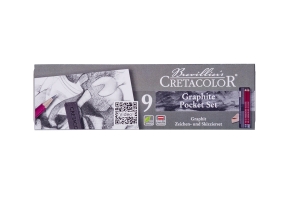 Brevillier's
CRETACOLOR
9
Graphite
Pocket Set
Graphit
Zeichen- und Skizzierset